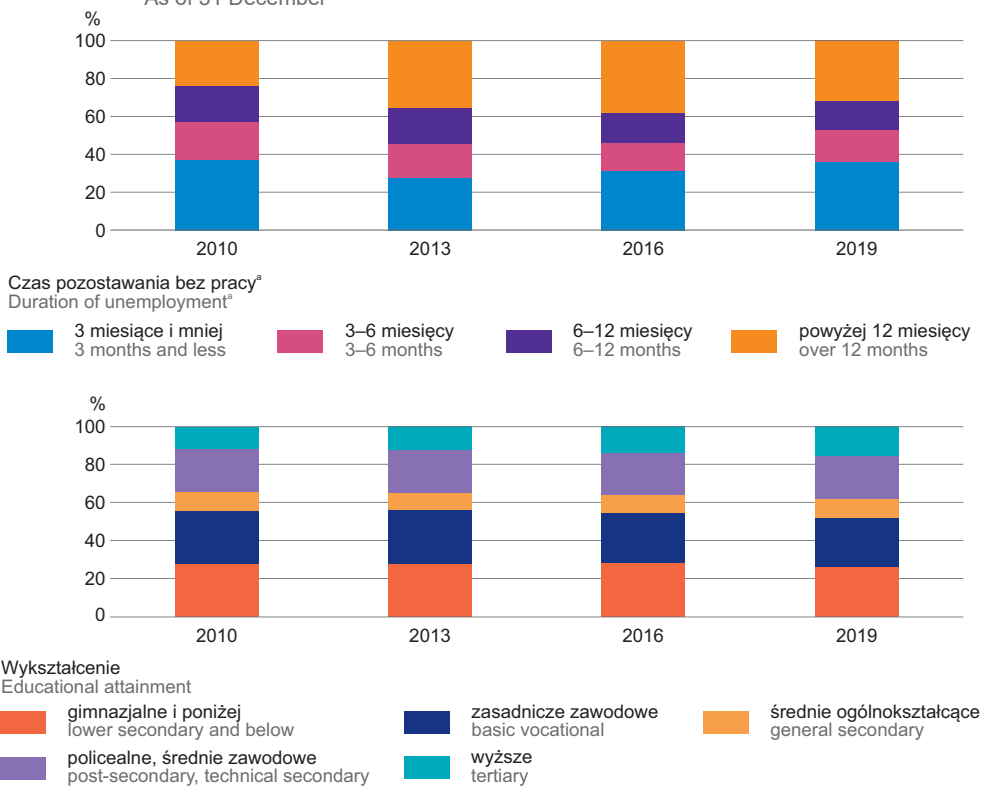 As of 31 December
%
100
80
60
40
20
0
2010 2013 2016 2019
Czas pozostawania bez pracyᵃ
Duration of unemploymentᵃ
3 miesiące i mniej 3–6 miesięcy 6–12 miesięcy powyżej 12 miesięcy
3 months and less 3–6 months 6–12 months over 12 months
%
100
80
60
40
20
0
2010 2013 2016 2019
Wykształcenie
Educational attainment
gimnazjalne i poniżej zasadnicze zawodowe średnie ogólnokształcące
lower secondary and below basic vocational general secondary
policealne, średnie zawodowe wyższe
post-secondary, technical secondary tertiary